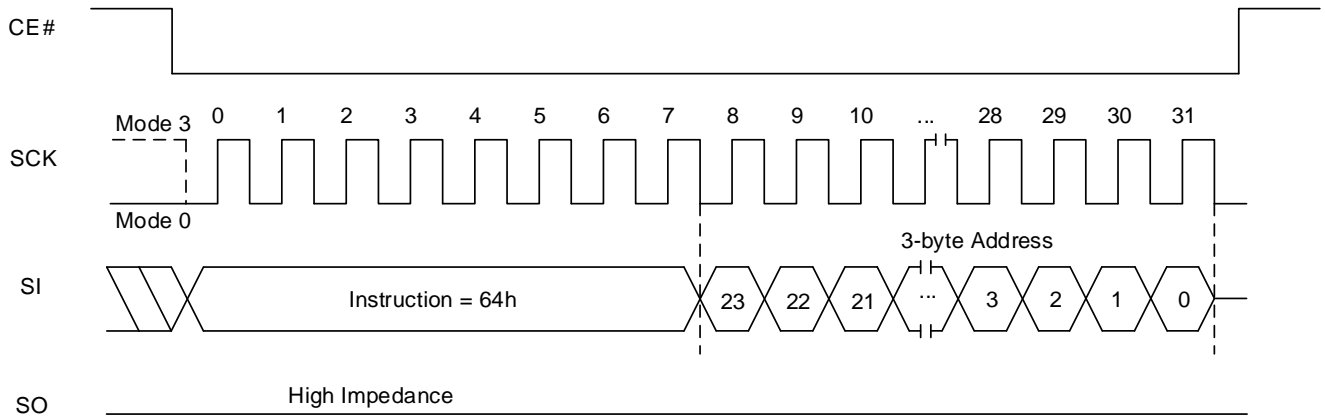 CE#
0 1 2 3 4 5 6 7 8 9 10 ... 28 29 30 31
Mode 3
SCK
Mode 0
3-byte Address
SI
Instruction = 64h 23 22 21 ... 3 2 1 0
High Impedance
SO